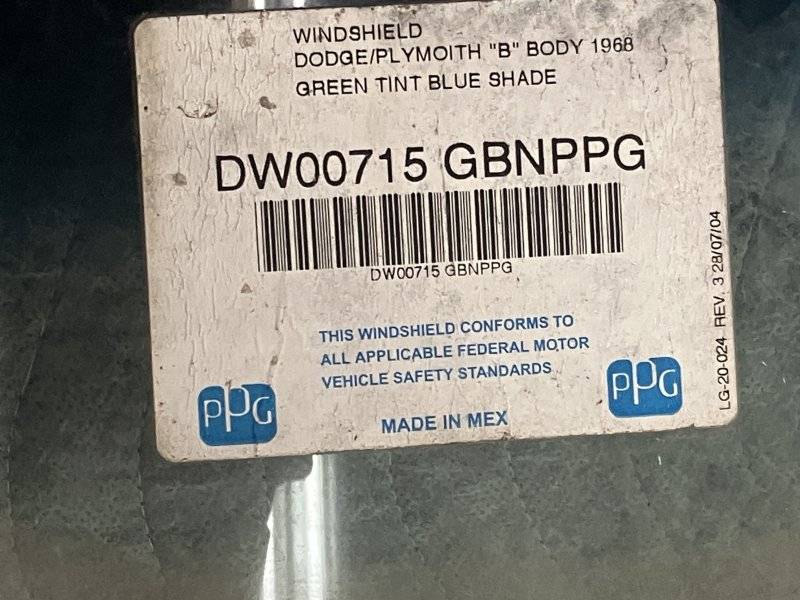 WINDSHIELD
DODGE/PLYMOITH "B" BODY 1968
GREEN TINT BLUE SHADE
DW00715 GBNPPG
DW00715 GBNPPG
THIS WINDSHIELD CONFORMS TO
ALL APPLICABLE FEDERAL MOTOR
VEHICLE SAFETY STANDARDS
PPG
MADE IN MEX
PPG
LG-20-024 REV. 3 28/07/04